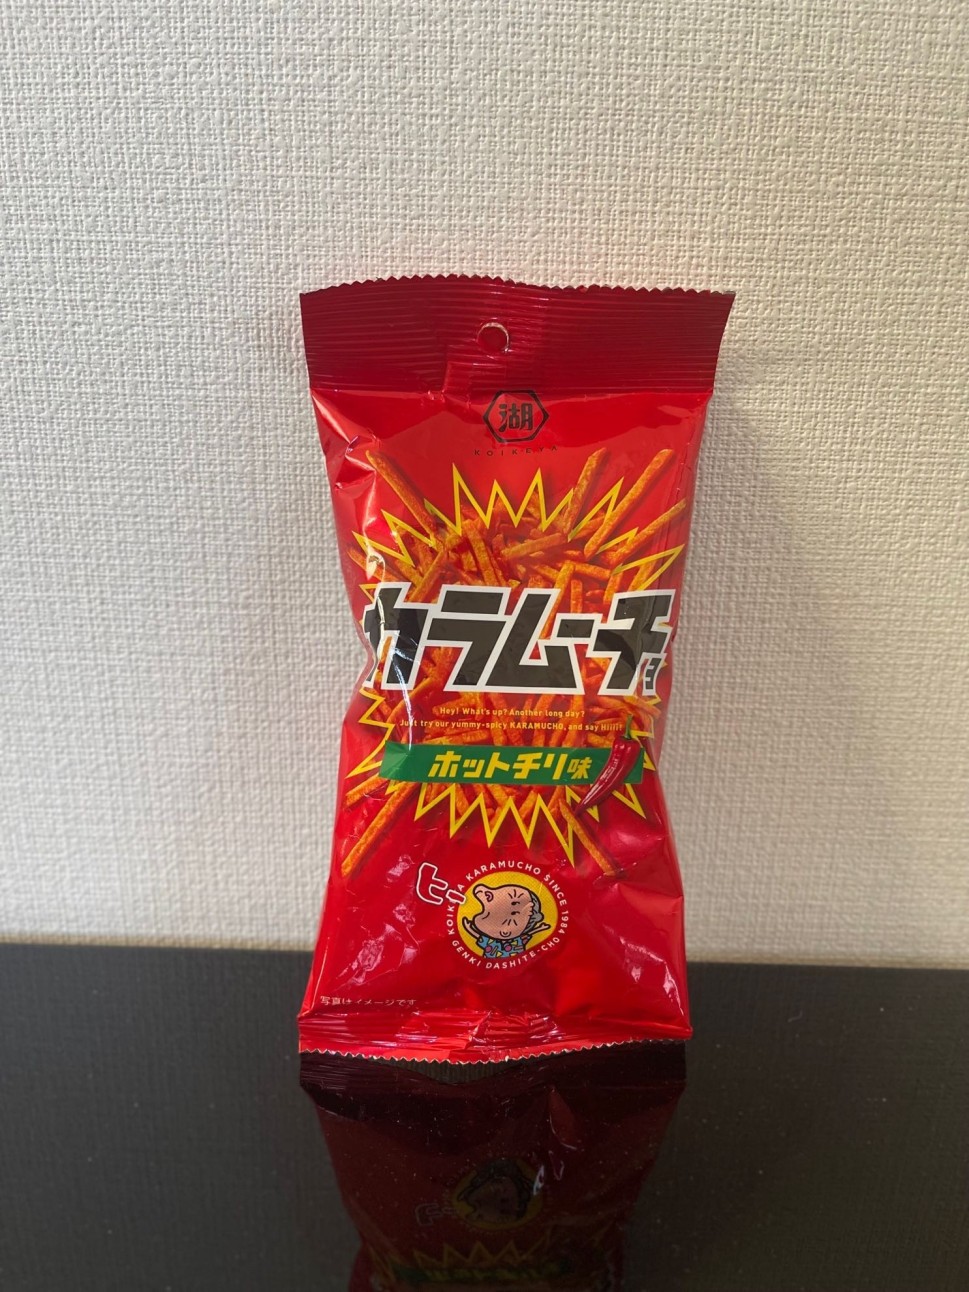 湖
KOIKEYA
カラムーチョ
Hey! What's up? Another long day?
Just try our yummy-spicy KARAMUCHO, and say Hiiii!
ホットチリ味
ヒー
KOIKEYA KARAMUCHO SINCE 1984
GENKI DASHITE-CHO
写真はイメージです